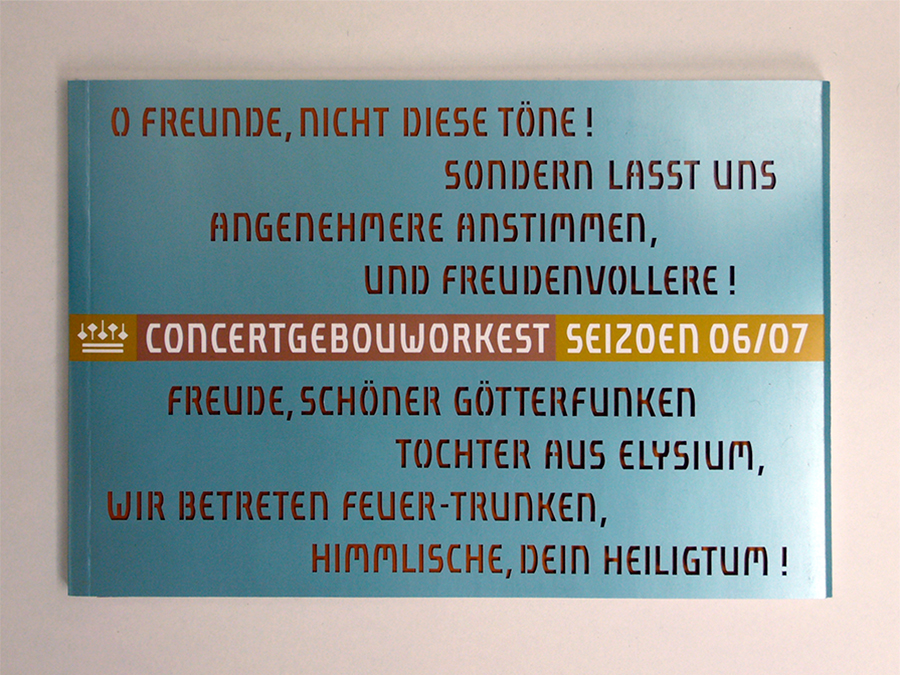 O FREUNDE, NICHT DIESE TÖNE!
SONDERN LASST UNS
ANGENEHMERE ANSTIMMEN,
UND FREUDENVOLLERE!
CONCERTGEBOUWORKEST SEIZOEN 06/07
FREUDE, SCHÖNER GÖTTERFUNKEN
TOCHTER AUS ELYSIUM,
WIR BETRETEN FEUER-TRUNKEN,
HIMMLISCHE, DEIN HEILIGTUM!